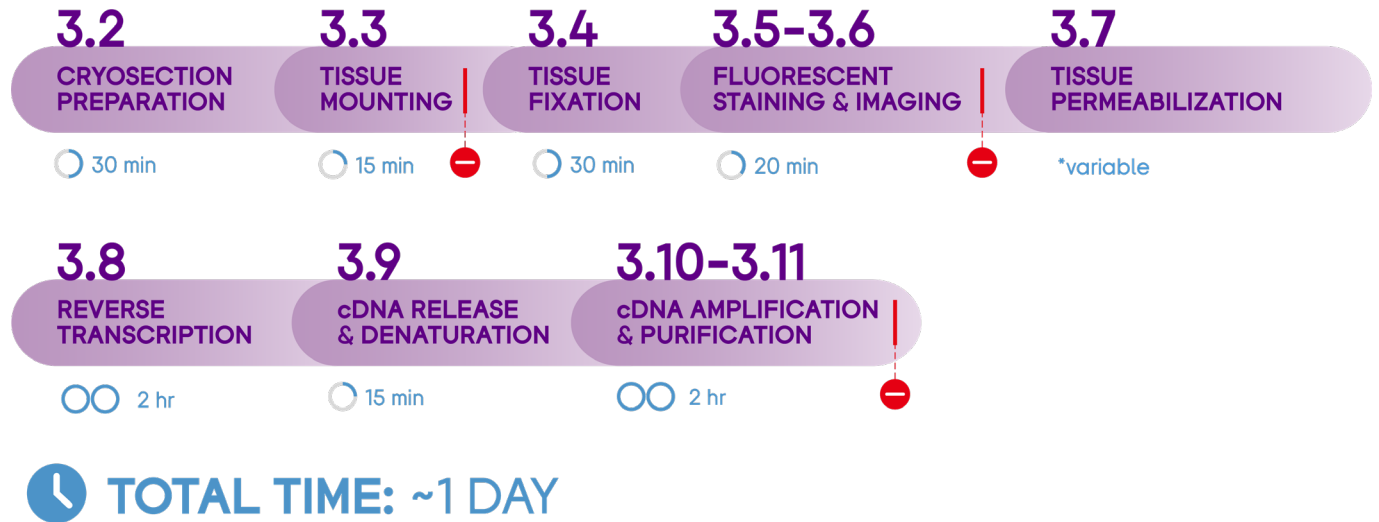 3.2
CRYOSECTION
PREPARATION
30 min
3.3
TISSUE
MOUNTING
15 min
3.4
TISSUE
FIXATION
30 min
3.5-3.6
FLUORESCENT
STAINING & IMAGING
20 min
3.7
TISSUE
PERMEABILIZATION
*variable
3.8
REVERSE
TRANSCRIPTION
2 hr
3.9
cDNA RELEASE
& DENATURATION
15 min
3.10-3.11
cDNA AMPLIFICATION
& PURIFICATION
2 hr
TOTAL TIME: ~1 DAY